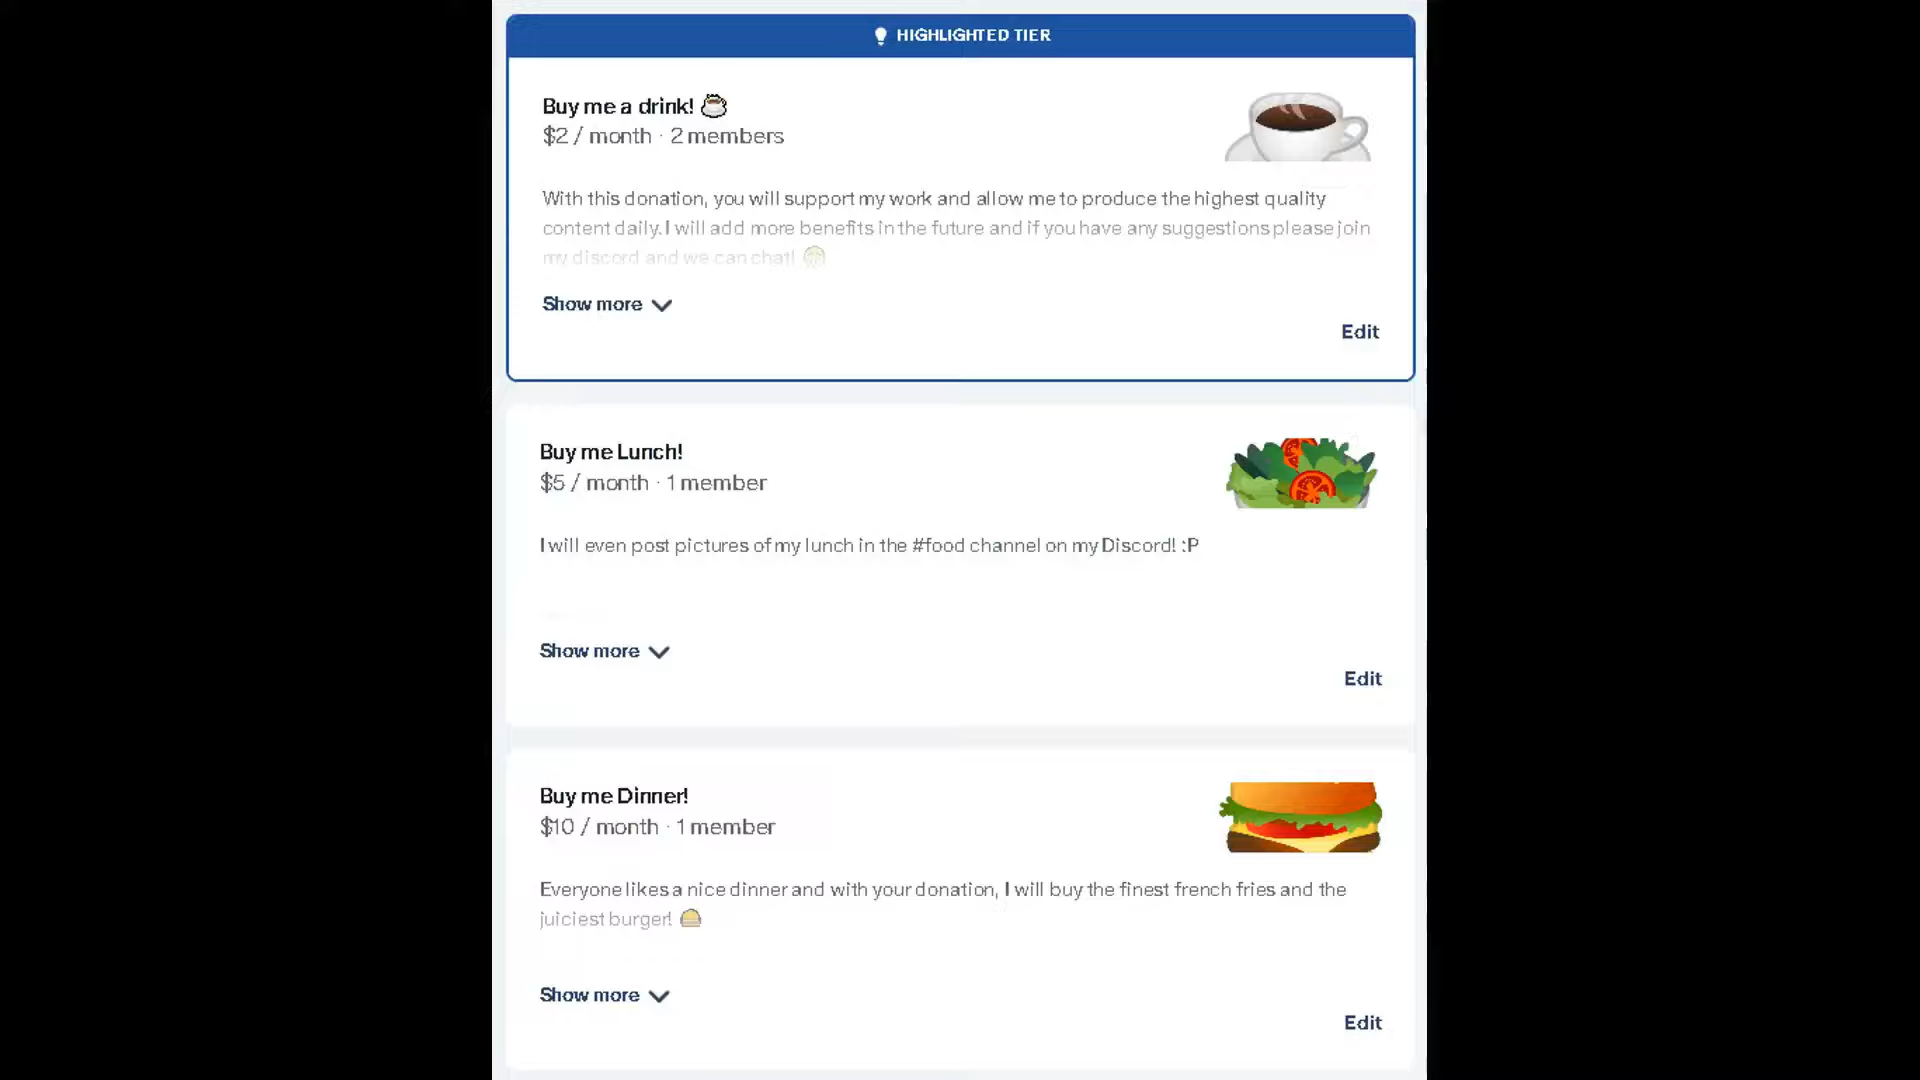 HIGHLIGHTED TIER
Buy me a drink! ☕
$2 / month · 2 members
With this donation, you will support my work and allow me to produce the highest quality
content daily. I will add more benefits in the future and if you have any suggestions please join
my discord and we can chat!
Show more
Edit
Buy me Lunch!
$5 / month · 1 member
I will even post pictures of my lunch in the #food channel on my Discord! :P
Show more
Edit
Buy me Dinner!
$10 / month · 1 member
Everyone likes a nice dinner and with your donation, I will buy the finest french fries and the
juiciest burger! 🍔
Show more
Edit